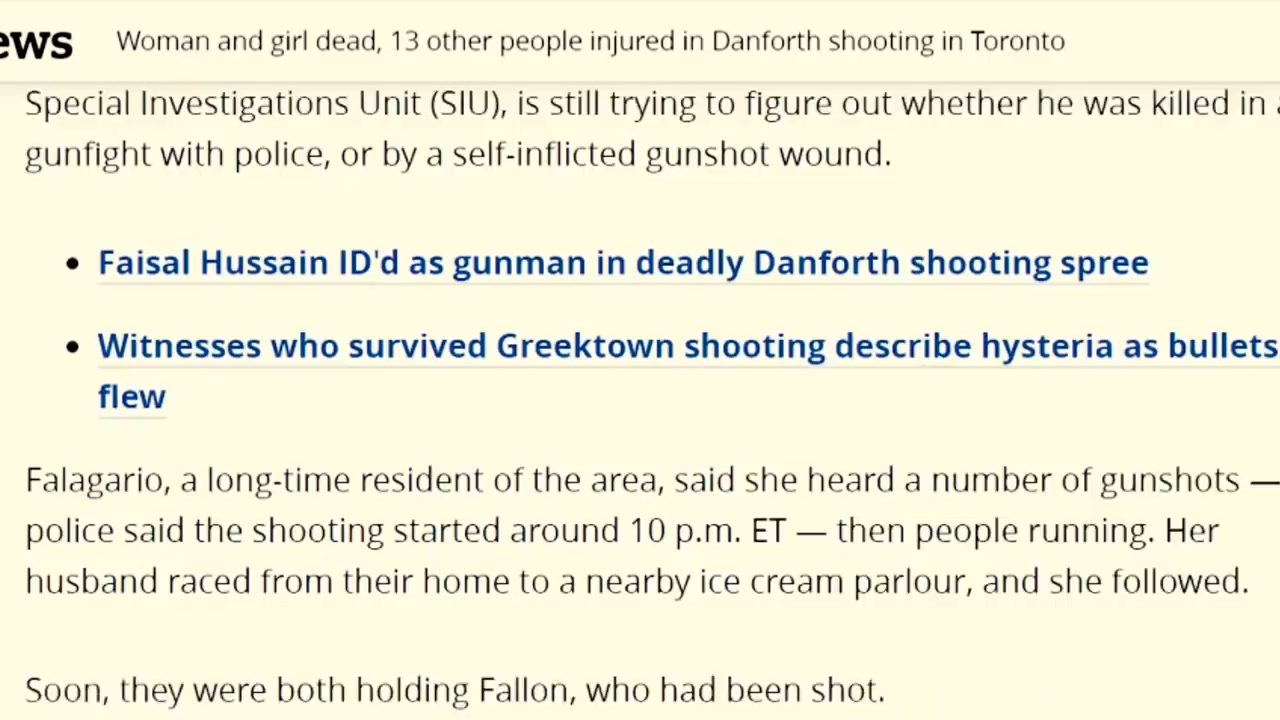 ews Woman and girl dead, 13 other people injured in Danforth shooting in Toronto
Special Investigations Unit (SIU), is still trying to figure out whether he was killed in a
gunfight with police, or by a self-inflicted gunshot wound.
Faisal Hussain ID'd as gunman in deadly Danforth shooting spree
Witnesses who survived Greektown shooting describe hysteria as bullets
flew
Falagario, a long-time resident of the area, said she heard a number of gunshots —
police said the shooting started around 10 p.m. ET — then people running. Her
husband raced from their home to a nearby ice cream parlour, and she followed.
Soon, they were both holding Fallon, who had been shot.